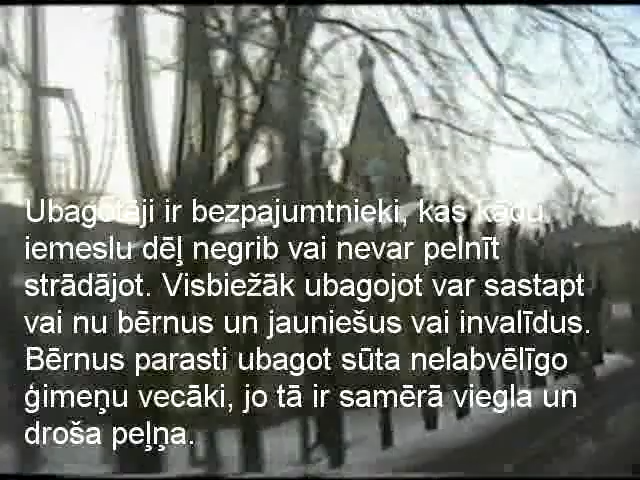 Ubagotāji ir bezpajumtnieki, kas kādu
iemeslu dēļ negrib vai nevar pelnīt
strādājot. Visbiežāk ubagojot var sastapt
vai nu bērnus un jauniešus vai invalīdus.
Bērnus parasti ubagot sūta nelabvēlīgo
ģimeņu vecāki, jo tā ir samērā viegla un
droša peļņa.